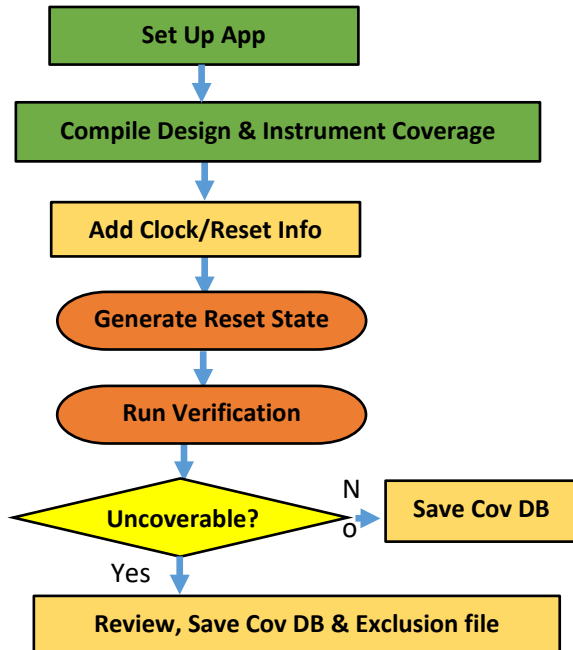 Set Up App
Compile Design & Instrument Coverage
Add Clock/Reset Info
Generate Reset State
Run Verification
Uncoverable?
N
o
Save Cov DB
Yes
Review, Save Cov DB & Exclusion file